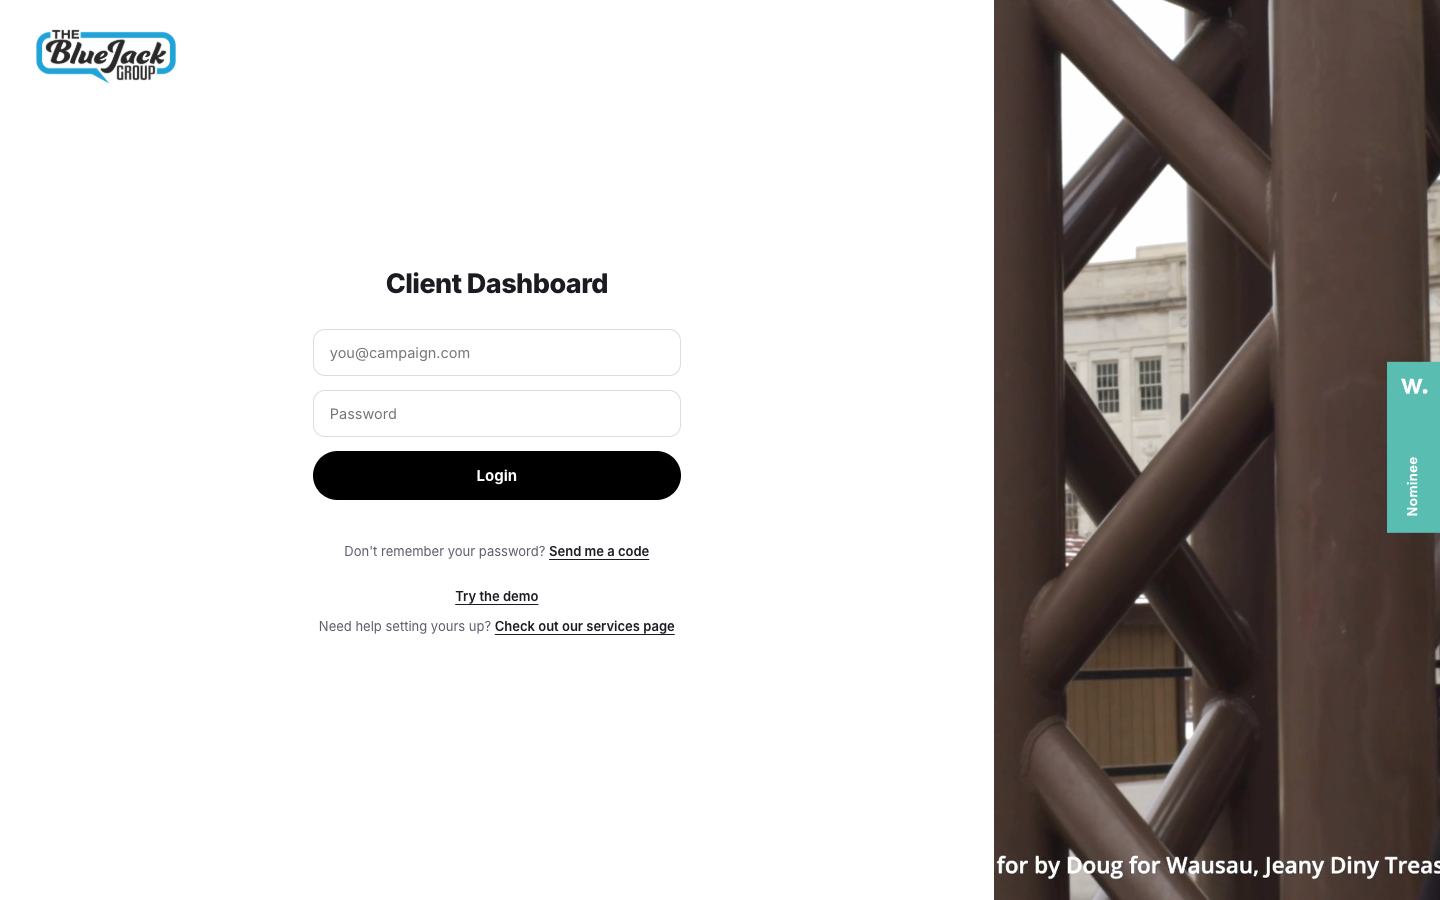 THE
BlueJack
GROUP
Client Dashboard
you@campaign.com
Password
Login
Don't remember your password? Send me a code
Try the demo
Need help setting yours up? Check out our services page
W.
Nominee
for by Doug for Wausau, Jeany Diny Treas